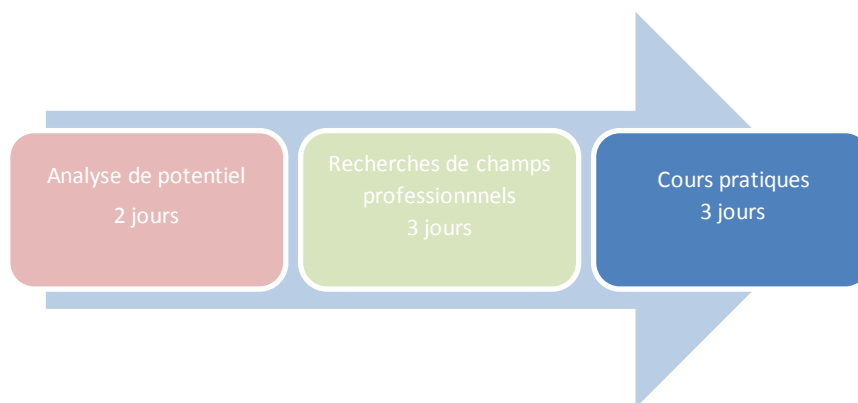 Analyse de potentiel
2 jours
Recherches de champs
professionnnels
3 jours
Cours pratiques
3 jours